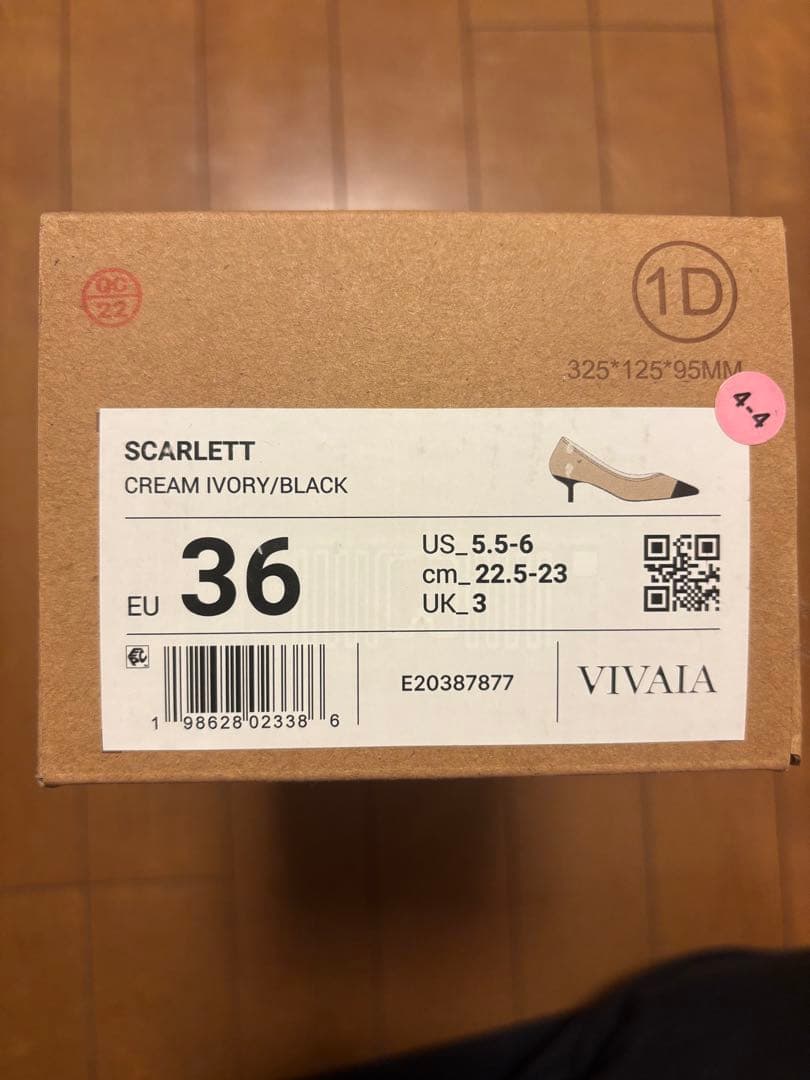 QC
22
1D
325*125*95MM
4-4
SCARLETT
CREAM IVORY/BLACK
EU 36
US_5.5-6
cm_22.5-23
UK_3
1 98628 02338 6
E20387877
VIVAIA